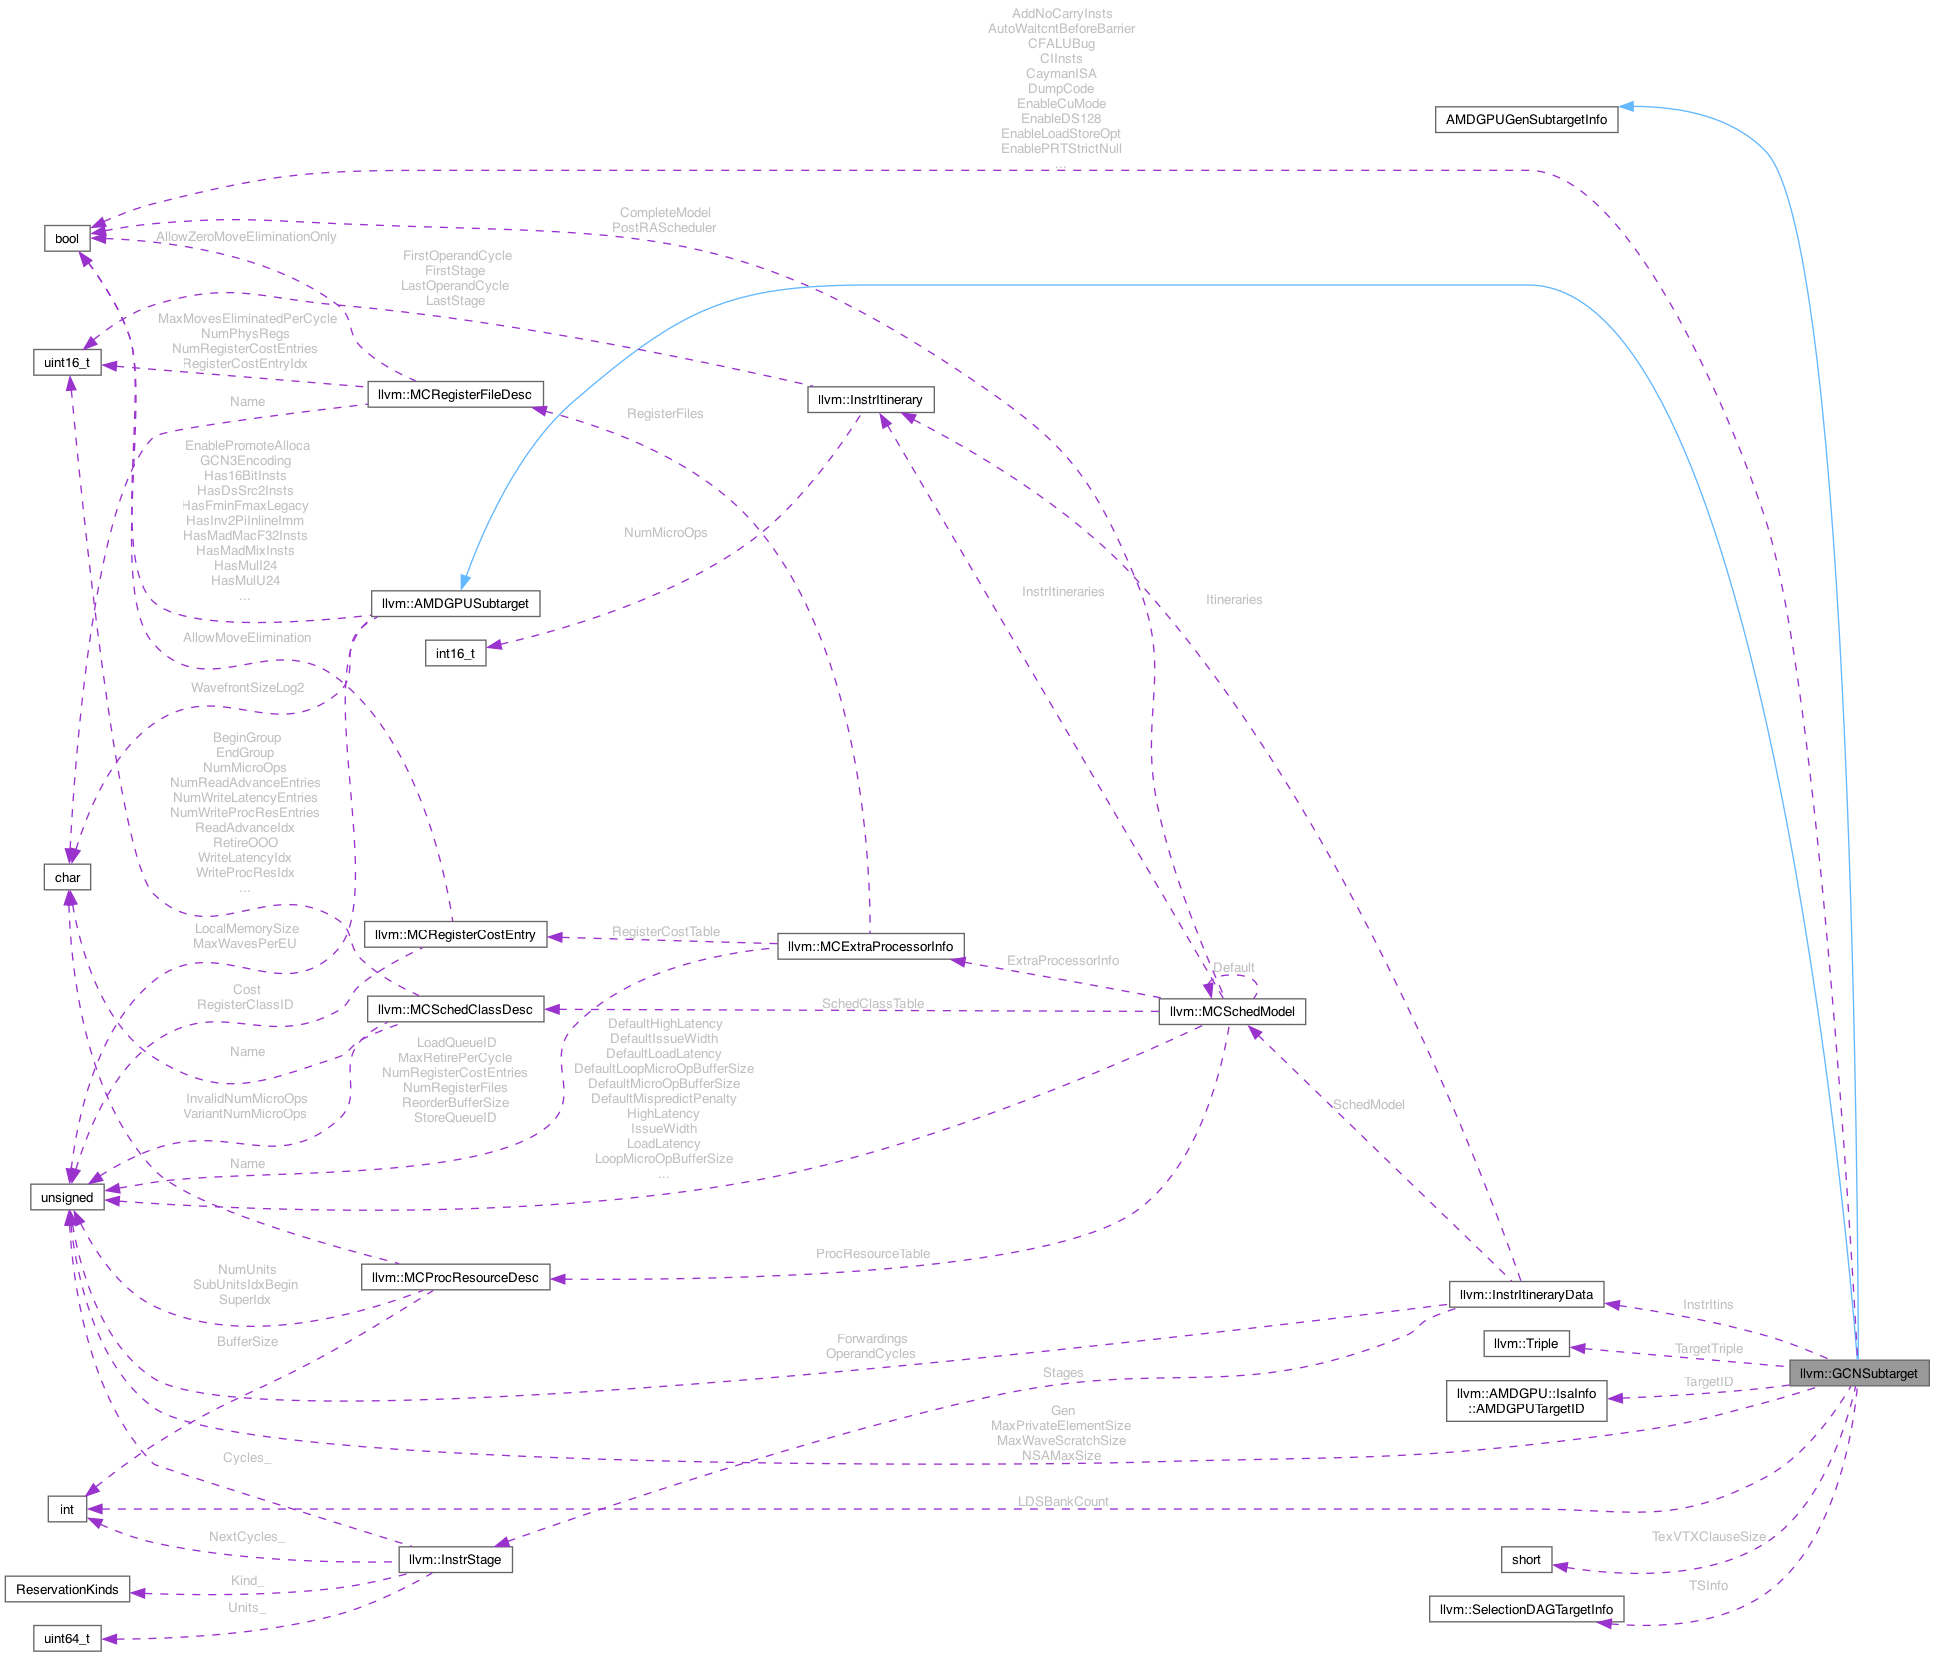 AddNoCarryInsts
AutoWaitcntBeforeBarrier
CFALUBug
CIInsts
CaymanISA
DumpCode
EnableCuMode
EnableDS128
EnableLoadStoreOpt
EnablePRTStrictNull
...
AMDGPUGenSubtargetInfo
CompleteModel
PostRAScheduler
bool
AllowZeroMoveEliminationOnly
FirstOperandCycle
FirstStage
LastOperandCycle
LastStage
MaxMovesEliminatedPerCycle
NumPhysRegs
NumRegisterCostEntries
RegisterCostEntryIdx
uint16_t
llvm::MCRegisterFileDesc
llvm::InstrItinerary
Name
RegisterFiles
EnablePromoteAlloca
GCN3Encoding
Has16BitInsts
HasDsSrc2Insts
HasFminFmaxLegacy
HasInv2PiInlineImm
HasMadMacF32Insts
HasMadMixInsts
HasMulI24
HasMulU24
...
NumMicroOps
InstrItineraries
Itineraries
llvm::AMDGPUSubtarget
int16_t
AllowMoveElimination
WavefrontSizeLog2
BeginGroup
EndGroup
NumMicroOps
NumReadAdvanceEntries
NumWriteLatencyEntries
NumWriteProcResEntries
ReadAdvanceIdx
RetireOOO
WriteLatencyIdx
WriteProcResIdx
...
char
LocalMemorySize
MaxWavesPerEU
llvm::MCRegisterCostEntry
RegisterCostTable
llvm::MCExtraProcessorInfo
ExtraProcessorInfo
Default
Cost
RegisterClassID
llvm::MCSchedClassDesc
SchedClassTable
llvm::MCSchedModel
Name
LoadQueueID
MaxRetirePerCycle
NumRegisterCostEntries
NumRegisterFiles
ReorderBufferSize
StoreQueueID
DefaultHighLatency
DefaultIssueWidth
DefaultLoadLatency
DefaultLoopMicroOpBufferSize
DefaultMicroOpBufferSize
DefaultMispredictPenalty
HighLatency
IssueWidth
LoadLatency
LoopMicroOpBufferSize
...
InvalidNumMicroOps
VariantNumMicroOps
SchedModel
Name
unsigned
ProcResourceTable
llvm::MCProcResourceDesc
NumUnits
SubUnitsIdxBegin
SuperIdx
llvm::InstrItineraryData
InstrItins
BufferSize
Forwardings
OperandCycles
llvm::Triple
TargetTriple
Stages
llvm::GCNSubtarget
TargetID
llvm::AMDGPU::IsaInfo
::AMDGPUTargetID
Gen
MaxPrivateElementSize
MaxWaveScratchSize
NSAMaxSize
Cycles_
int
LDSBankCount
NextCycles_
TexVTXClauseSize
llvm::InstrStage
short
ReservationKinds
Kind_
TSInfo
Units_
llvm::SelectionDAGTargetInfo
uint64_t